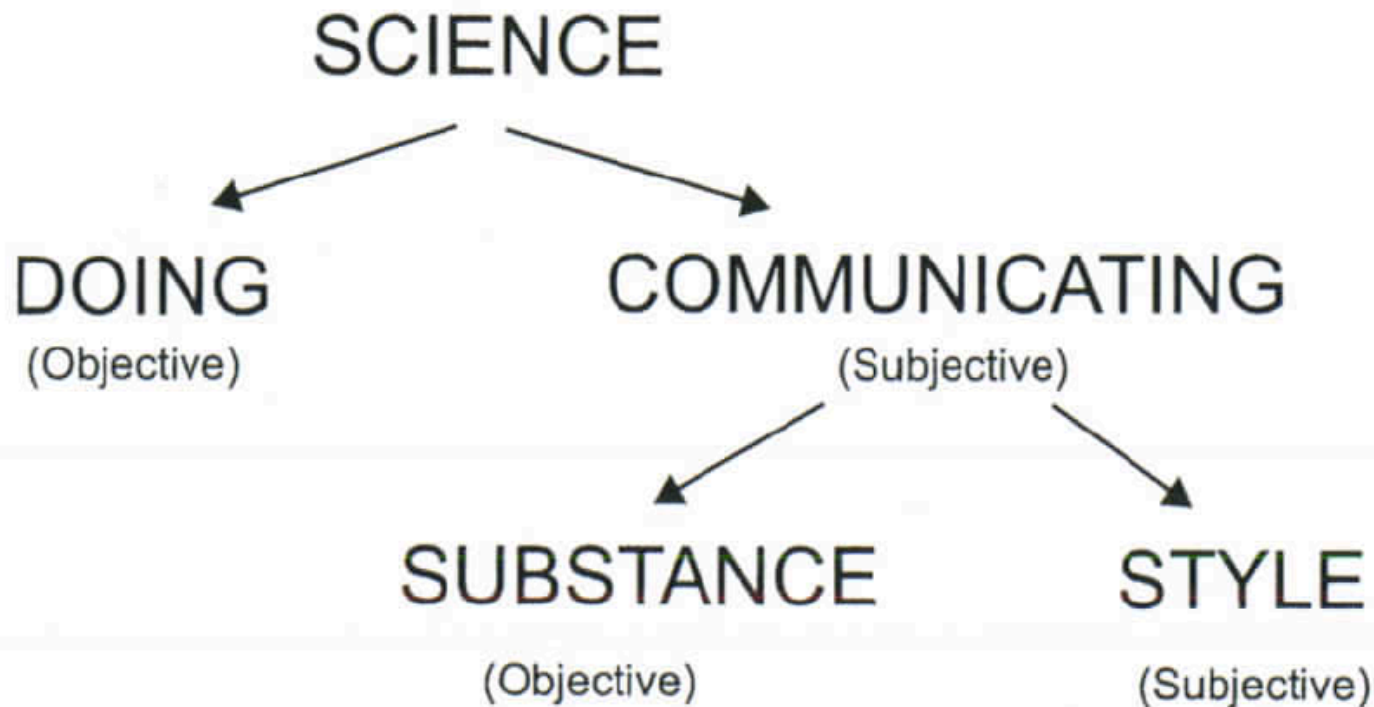 SCIENCE
DOING
COMMUNICATING
(Objective)
(Subjective)
SUBSTANCE
STYLE
(Objective)
(Subjective)